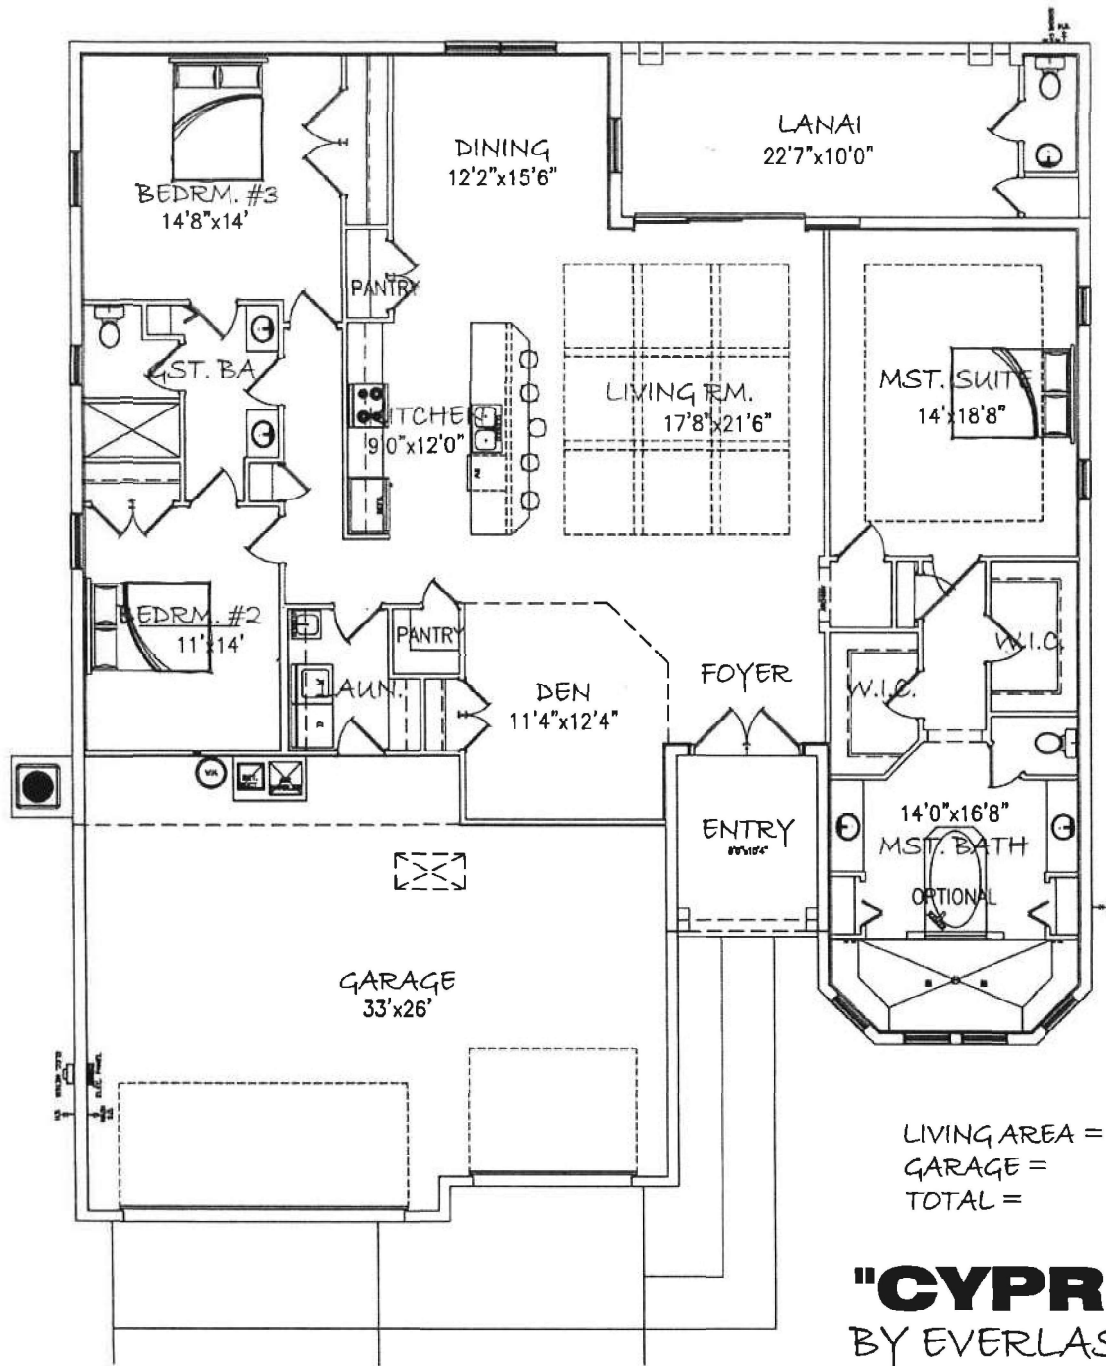 LANAI
22'7"x10'0"
DINING
12'2"x15'6"
BEDRM. #3
14'8"x14'
PANTRY
GST. BA
KITCHEN
9'0"x12'0"
LIVING RM.
17'8"x21'6"
MST. SUITE
14'x18'8"
BEDRM. #2
11'x14'
PANTRY
LAUN.
DEN
11'4"x12'4"
FOYER
W.I.C.
W.I.C.
ENTRY
14'0"x16'8"
MST. BATH
OPTIONAL
GARAGE
33'x26'
LIVING AREA =
GARAGE =
TOTAL =
"CYPR
BY EVERLAS